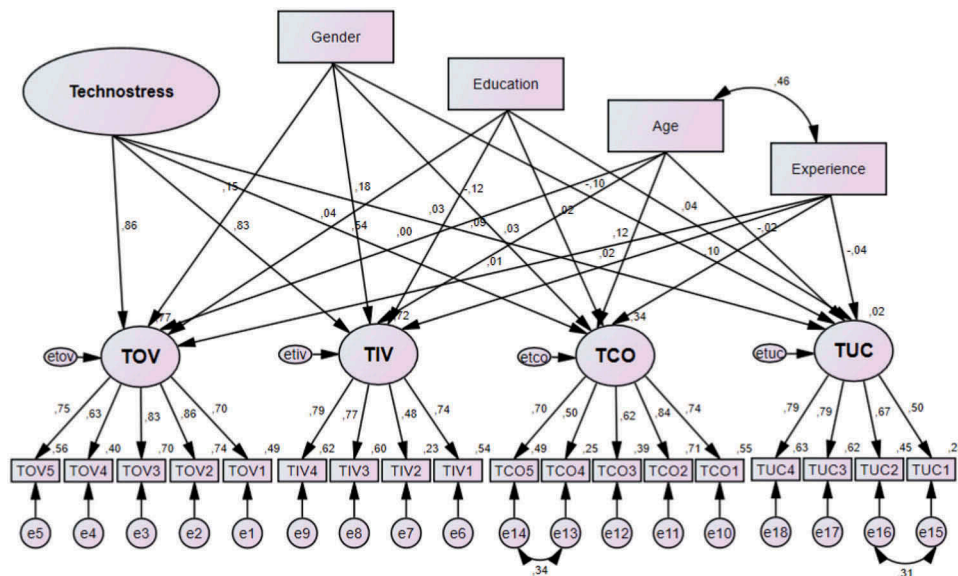 Gender
Technostress
Education
,46
Age
Experience
,15
,18
-,12
-,10
,86
,83
,04
,54
,00
,03
,09
,03
,02
,04
,12
-,02
,01
,02
,10
-,04
,77
,72
,34
,02
etov
TOV
etiv
TIV
etco
TCO
etuc
TUC
,75
,63
,83
,86
,70
,79
,77
,48
,74
,70
,50
,62
,84
,74
,79
,79
,67
,50
,56
,40
,70
,74
,49
,62
,60
,23
,54
,49
,25
,39
,71
,55
,63
,62
,45
,2
TOV5
TOV4
TOV3
TOV2
TOV1
TIV4
TIV3
TIV2
TIV1
TCO5
TCO4
TCO3
TCO2
TCO1
TUC4
TUC3
TUC2
TUC1
e5
e4
e3
e2
e1
e9
e8
e7
e6
e14
e13
e12
e11
e10
e18
e17
e16
e15
,34
,31